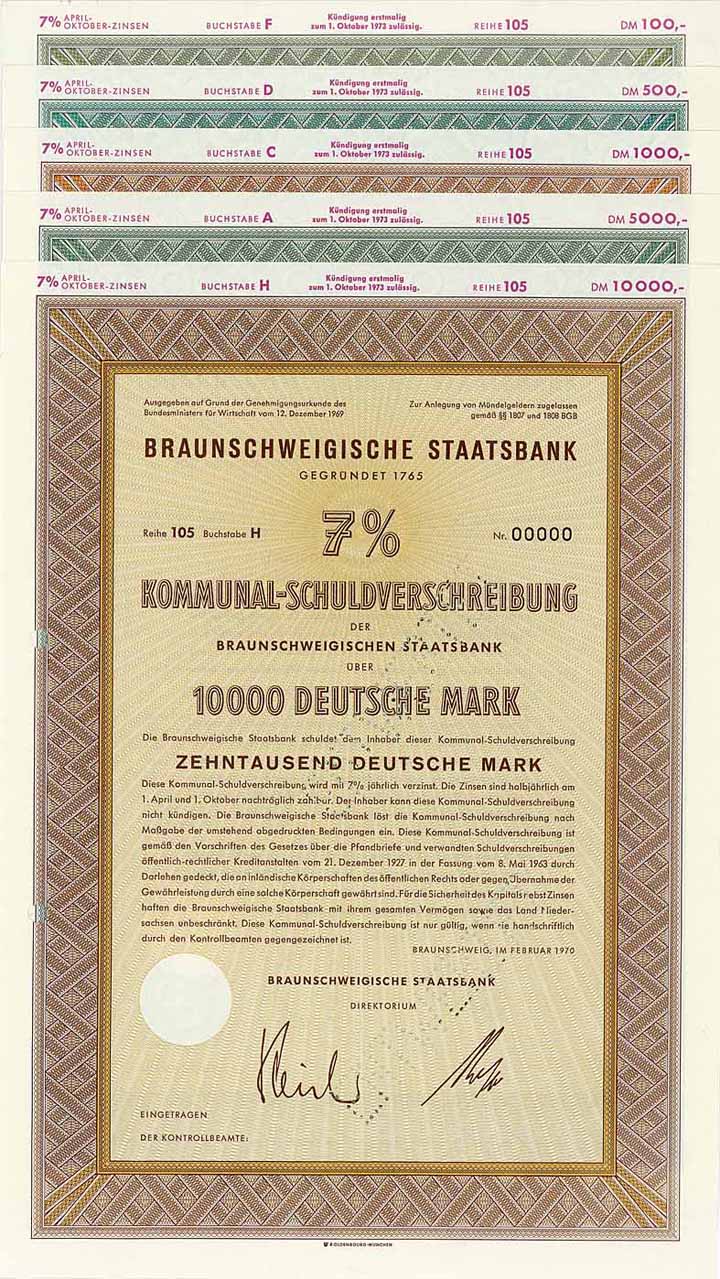 7% APRIL-OKTOBER-ZINSEN BUCHSTABE F Kündigung erstmalig zum 1. Oktober 1973 zulässig. REIHE 105 DM 100,-
7% APRIL-OKTOBER-ZINSEN BUCHSTABE D Kündigung erstmalig zum 1. Oktober 1973 zulässig. REIHE 105 DM 500,-
7% APRIL-OKTOBER-ZINSEN BUCHSTABE C Kündigung erstmalig zum 1. Oktober 1973 zulässig. REIHE 105 DM 1000,-
7% APRIL-OKTOBER-ZINSEN BUCHSTABE A Kündigung erstmalig zum 1. Oktober 1973 zulässig. REIHE 105 DM 5000,-
7% APRIL-OKTOBER-ZINSEN BUCHSTABE H Kündigung erstmalig zum 1. Oktober 1973 zulässig. REIHE 105 DM 10000,-
Ausgegeben auf Grund der Genehmigungsurkunde des
Bundesministers für Wirtschaft vom 12. Dezember 1969
Zur Anlegung von Mündelgeldern zugelassen
gemäß §§ 1807 und 1808 BGB
BRAUNSCHWEIGISCHE STAATSBANK
GEGRÜNDET 1765
Reihe 105 Buchstabe H 7% Nr. 00000
KOMMUNAL-SCHULDVERSCHREIBUNG
DER
BRAUNSCHWEIGISCHEN STAATSBANK
ÜBER
10000 DEUTSCHE MARK
Die Braunschweigische Staatsbank schuldet dem Inhaber dieser Kommunal-Schuldverschreibung
ZEHNTAUSEND DEUTSCHE MARK
Diese Kommunal-Schuldverschreibung wird mit 7% jährlich verzinst. Die Zinsen sind halbjährlich am
1. April und 1. Oktober nachträglich zahlbar. Der Inhaber kann diese Kommunal-Schuldverschreibung
nicht kündigen. Die Braunschweigische Staatsbank löst die Kommunal-Schuldverschreibung nach
Maßgabe der umstehend abgedruckten Bedingungen ein. Diese Kommunal-Schuldverschreibung ist
gemäß den Vorschriften des Gesetzes über die Pfandbriefe und verwandten Schuldverschreibungen
öffentlich-rechtlicher Kreditanstalten vom 21. Dezember 1927 in der Fassung vom 8. Mai 1963 durch
Darlehen gedeckt, die an inländische Körperschaften des öffentlichen Rechts oder gegen Übernahme der
Gewährleistung durch eine solche Körperschaft gewährt sind. Für die Sicherheit des Kapitals nebst Zinsen
haften die Braunschweigische Staatsbank mit ihrem gesamten Vermögen sowie das Land Nieder-
sachsen unbeschränkt. Diese Kommunal-Schuldverschreibung ist nur gültig, wenn sie handschriftlich
durch den Kontrollbeamten gegengezeichnet ist.
BRAUNSCHWEIG, IM FEBRUAR 1970
BRAUNSCHWEIGISCHE STAATSBANK
DIREKTORIUM
EINGETRAGEN
DER KONTROLLBEAMTE:
R. OLDENBOURG · MÜNCHEN